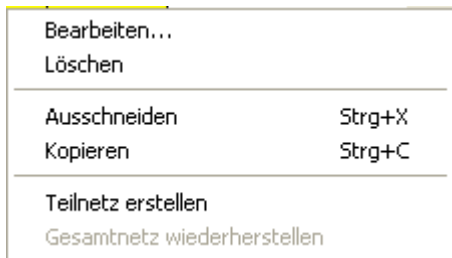 Bearbeiten...
Löschen
Ausschneiden Strg+X
Kopieren Strg+C
Teilnetz erstellen
Gesamtnetz wiederherstellen